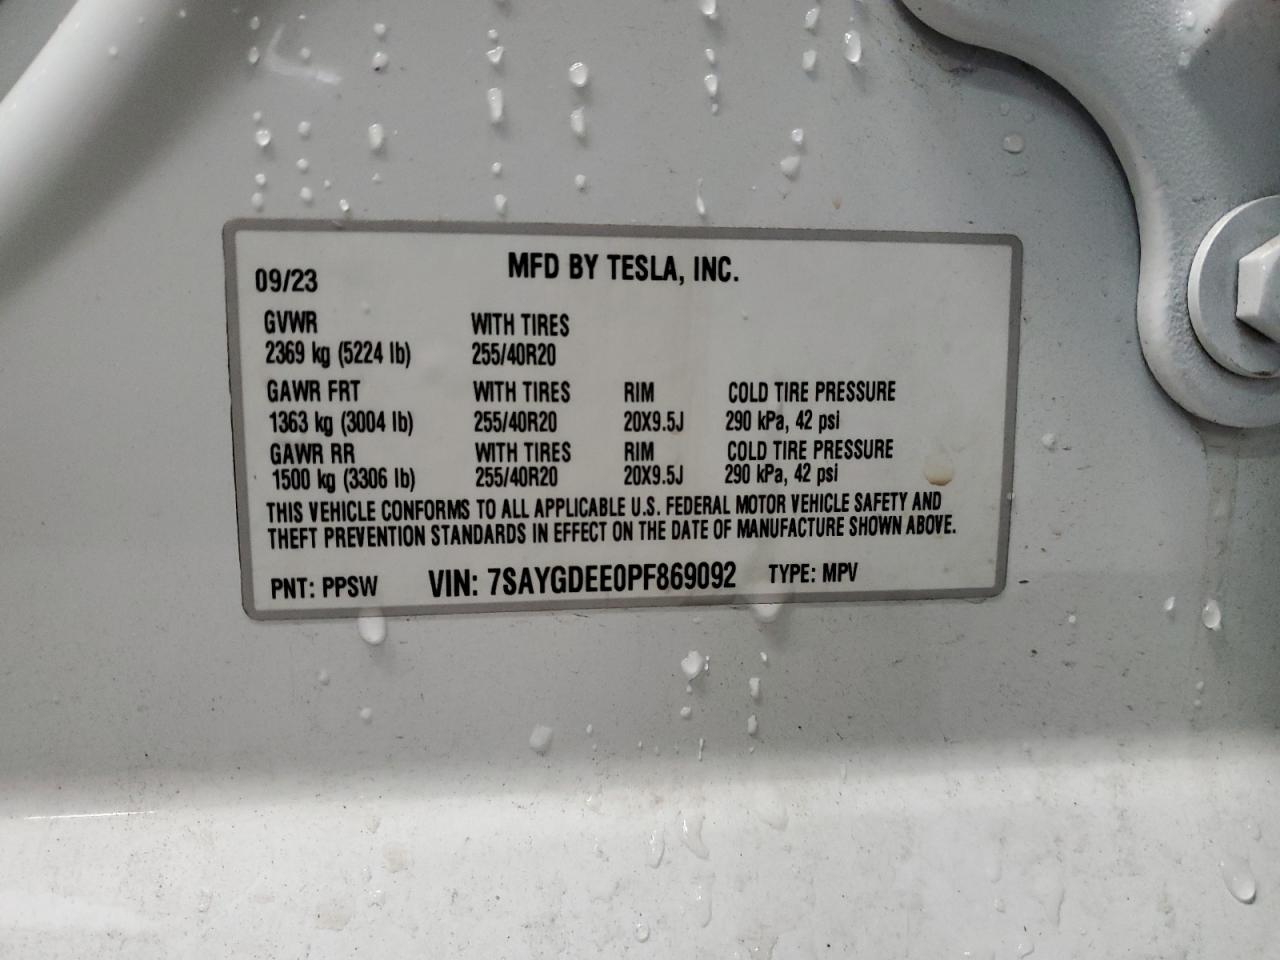 MFD BY TESLA, INC.
09/23
GVWR WITH TIRES
2369 kg (5224 lb) 255/40R20
GAWR FRT WITH TIRES RIM COLD TIRE PRESSURE
1363 kg (3004 lb) 255/40R20 20X9.5J 290 kPa, 42 psi
GAWR RR WITH TIRES RIM COLD TIRE PRESSURE
1500 kg (3306 lb) 255/40R20 20X9.5J 290 kPa, 42 psi
THIS VEHICLE CONFORMS TO ALL APPLICABLE U.S. FEDERAL MOTOR VEHICLE SAFETY AND
THEFT PREVENTION STANDARDS IN EFFECT ON THE DATE OF MANUFACTURE SHOWN ABOVE.
PNT: PPSW VIN: 7SAYGDEE0PF869092 TYPE: MPV